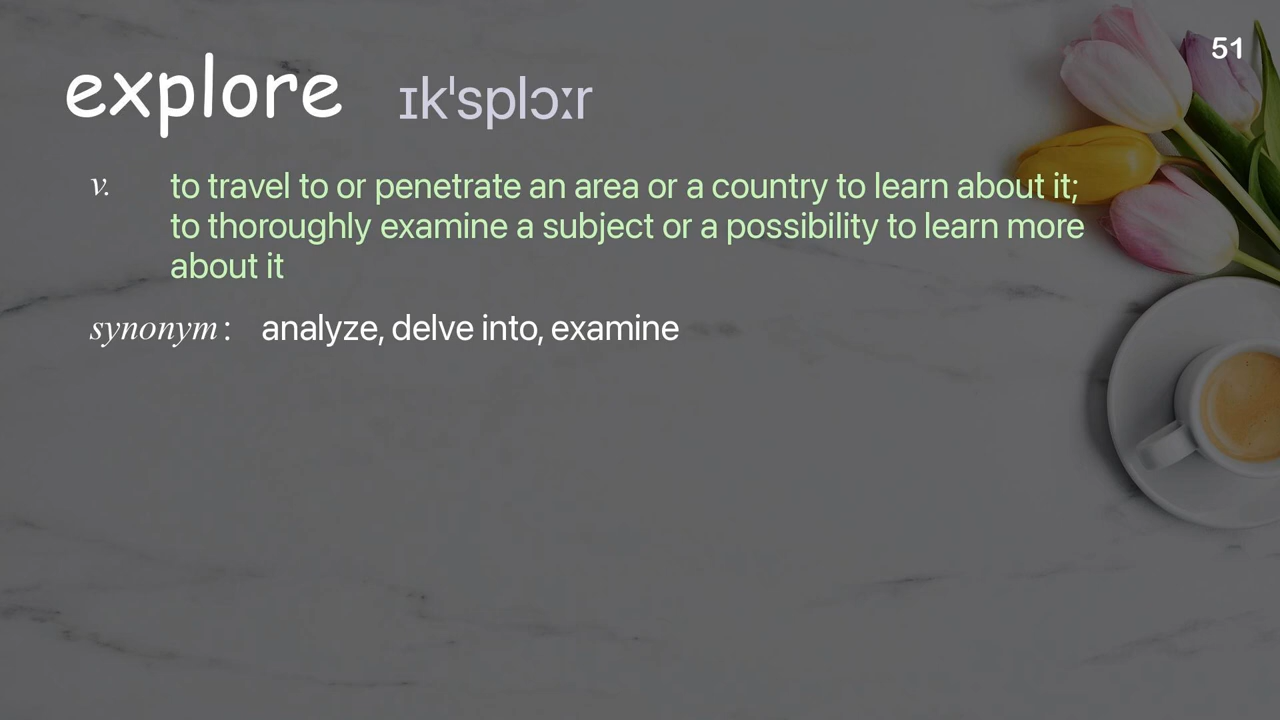 51
explore ɪkˈsplɔːr
v. to travel to or penetrate an area or a country to learn about it;
to thoroughly examine a subject or a possibility to learn more
about it
synonym: analyze, delve into, examine